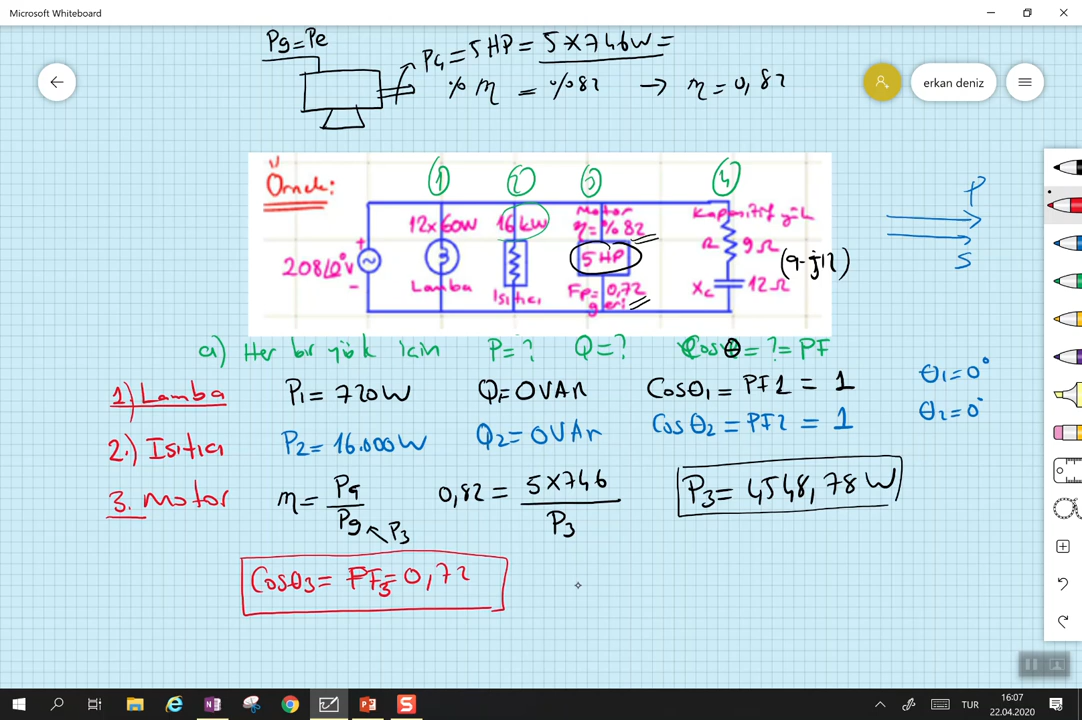 Microsoft Whiteboard
Pg=Pe
Pç=5HP= 5×746W=
%η = %82 → η=0,82
erkan deniz
Örnek:
1 2 3 4
12x60W
16kW
Motor
η=%82
Kapasitif yük
R 9Ω
(9-j12)
208/0°V
5HP
Lamba
Isıtıcı
Fp=0,72
geri
Xc 12Ω
P
S
a) Her bir yük için P=? Q=? Cosθ=?=PF
1) Lamba P1= 720W Q1=0VAR Cosθ1= PF1 = 1 θ1=0°
2.) Isıtıcı P2= 16.000W Q2=0VAr Cosθ2=PF2 = 1 θ2=0°
3. Motor η= Pç/Pg P3 0,82= 5×746/P3 P3= 4548,78W
Cosθ3= PF3=0,72
TUR
16:07
22.04.2020